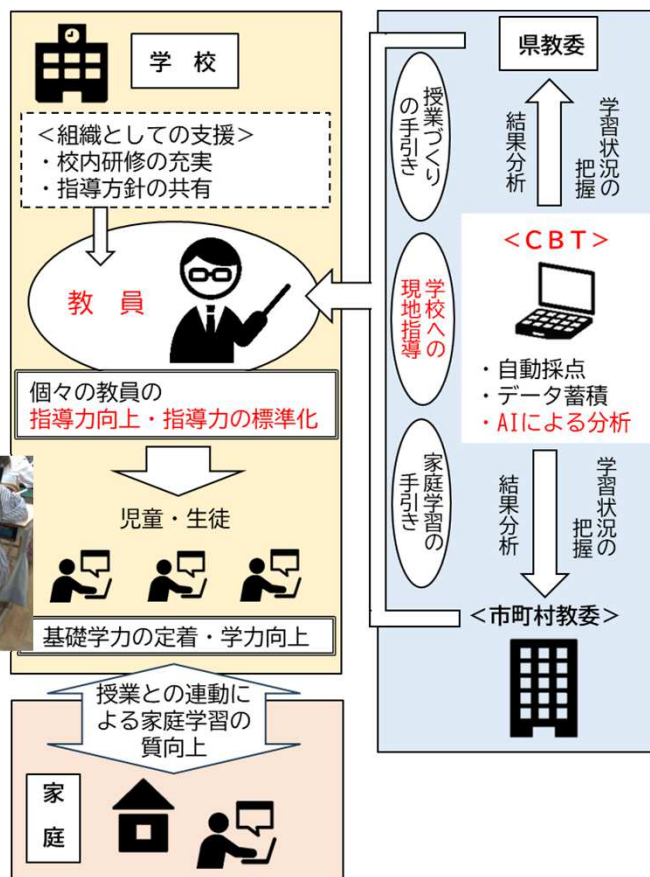 学 校
＜組織としての支援＞
・校内研修の充実
・指導方針の共有
教 員
個々の教員の
指導力向上・指導力の標準化
児童・生徒
基礎学力の定着・学力向上
授業との連動に
よる家庭学習の
質向上
家
庭
県教委
授業づくり
の手引き
学校への
現地指導
家庭学習の
手引き
学習状況の
把握
結果分析
＜ＣＢＴ＞
・自動採点
・データ蓄積
・AIによる分析
学習状況の
把握
結果分析
＜市町村教委＞